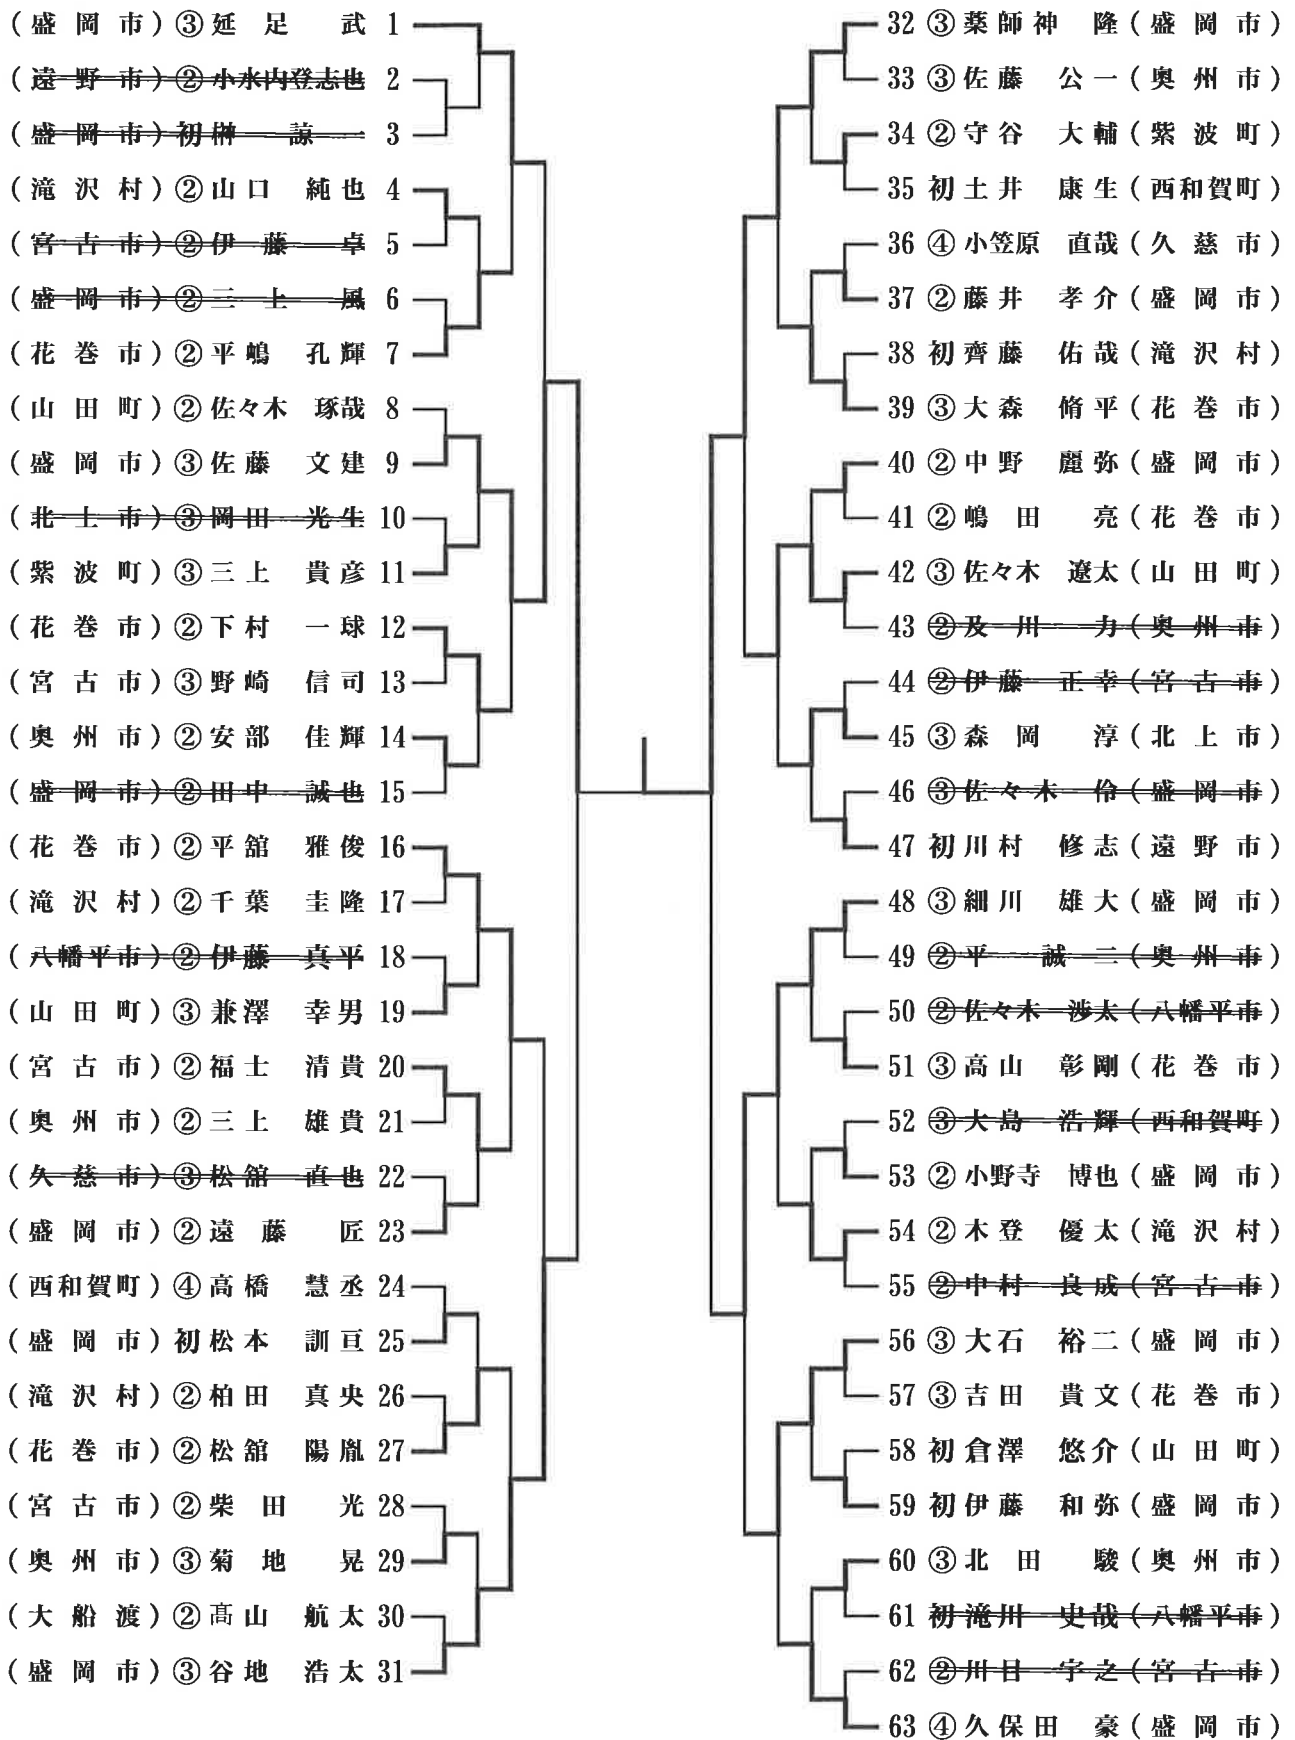 (盛岡市)③延足 武 1
(遠野市)②小水内登志也 2
(盛岡市)初榊 諒一 3
(滝沢村)②山口 純也 4
(宮古市)②伊藤 卓 5
(盛岡市)②三上 風 6
(花巻市)②平嶋 孔輝 7
(山田町)②佐々木 琢哉 8
(盛岡市)③佐藤 文建 9
(北上市)③岡田 光生 10
(紫波町)③三上 貴彦 11
(花巻市)②下村 一球 12
(宮古市)③野崎 信司 13
(奥州市)②安部 佳輝 14
(盛岡市)②田中 誠也 15
(花巻市)②平舘 雅俊 16
(滝沢村)②千葉 圭隆 17
(八幡平市)②伊藤 真平 18
(山田町)③兼澤 幸男 19
(宮古市)②福士 清貴 20
(奥州市)②三上 雄貴 21
(久慈市)③松舘 直也 22
(盛岡市)②遠藤 匠 23
(西和賀町)④高橋 慧丞 24
(盛岡市)初松本 訓亘 25
(滝沢村)②柏田 真央 26
(花巻市)②松舘 陽胤 27
(宮古市)②柴田 光 28
(奥州市)③菊地 晃 29
(大船渡)②髙山 航太 30
(盛岡市)③谷地 浩太 31
32 ③薬師神 隆(盛岡市)
33 ③佐藤 公一(奥州市)
34 ②守谷 大輔(紫波町)
35 初土井 康生(西和賀町)
36 ④小笠原 直哉(久慈市)
37 ②藤井 孝介(盛岡市)
38 初齊藤 佑哉(滝沢村)
39 ③大森 脩平(花巻市)
40 ②中野 麗弥(盛岡市)
41 ②嶋田 亮(花巻市)
42 ③佐々木 遼太(山田町)
43 ②及川 力(奥州市)
44 ②伊藤 正幸(宮古市)
45 ③森岡 淳(北上市)
46 ③佐々木 伶(盛岡市)
47 初川村 修志(遠野市)
48 ③細川 雄大(盛岡市)
49 ②平 誠二(奥州市)
50 ②佐々木 渉太(八幡平市)
51 ③高山 彰剛(花巻市)
52 ③大島 浩輝(西和賀町)
53 ②小野寺 博也(盛岡市)
54 ②木登 優太(滝沢村)
55 ②中村 良成(宮古市)
56 ③大石 裕二(盛岡市)
57 ③吉田 貴文(花巻市)
58 初倉澤 悠介(山田町)
59 初伊藤 和弥(盛岡市)
60 ③北田 駿(奥州市)
61 初滝川 史哉(八幡平市)
62 ②川目 宇之(宮古市)
63 ④久保田 豪(盛岡市)